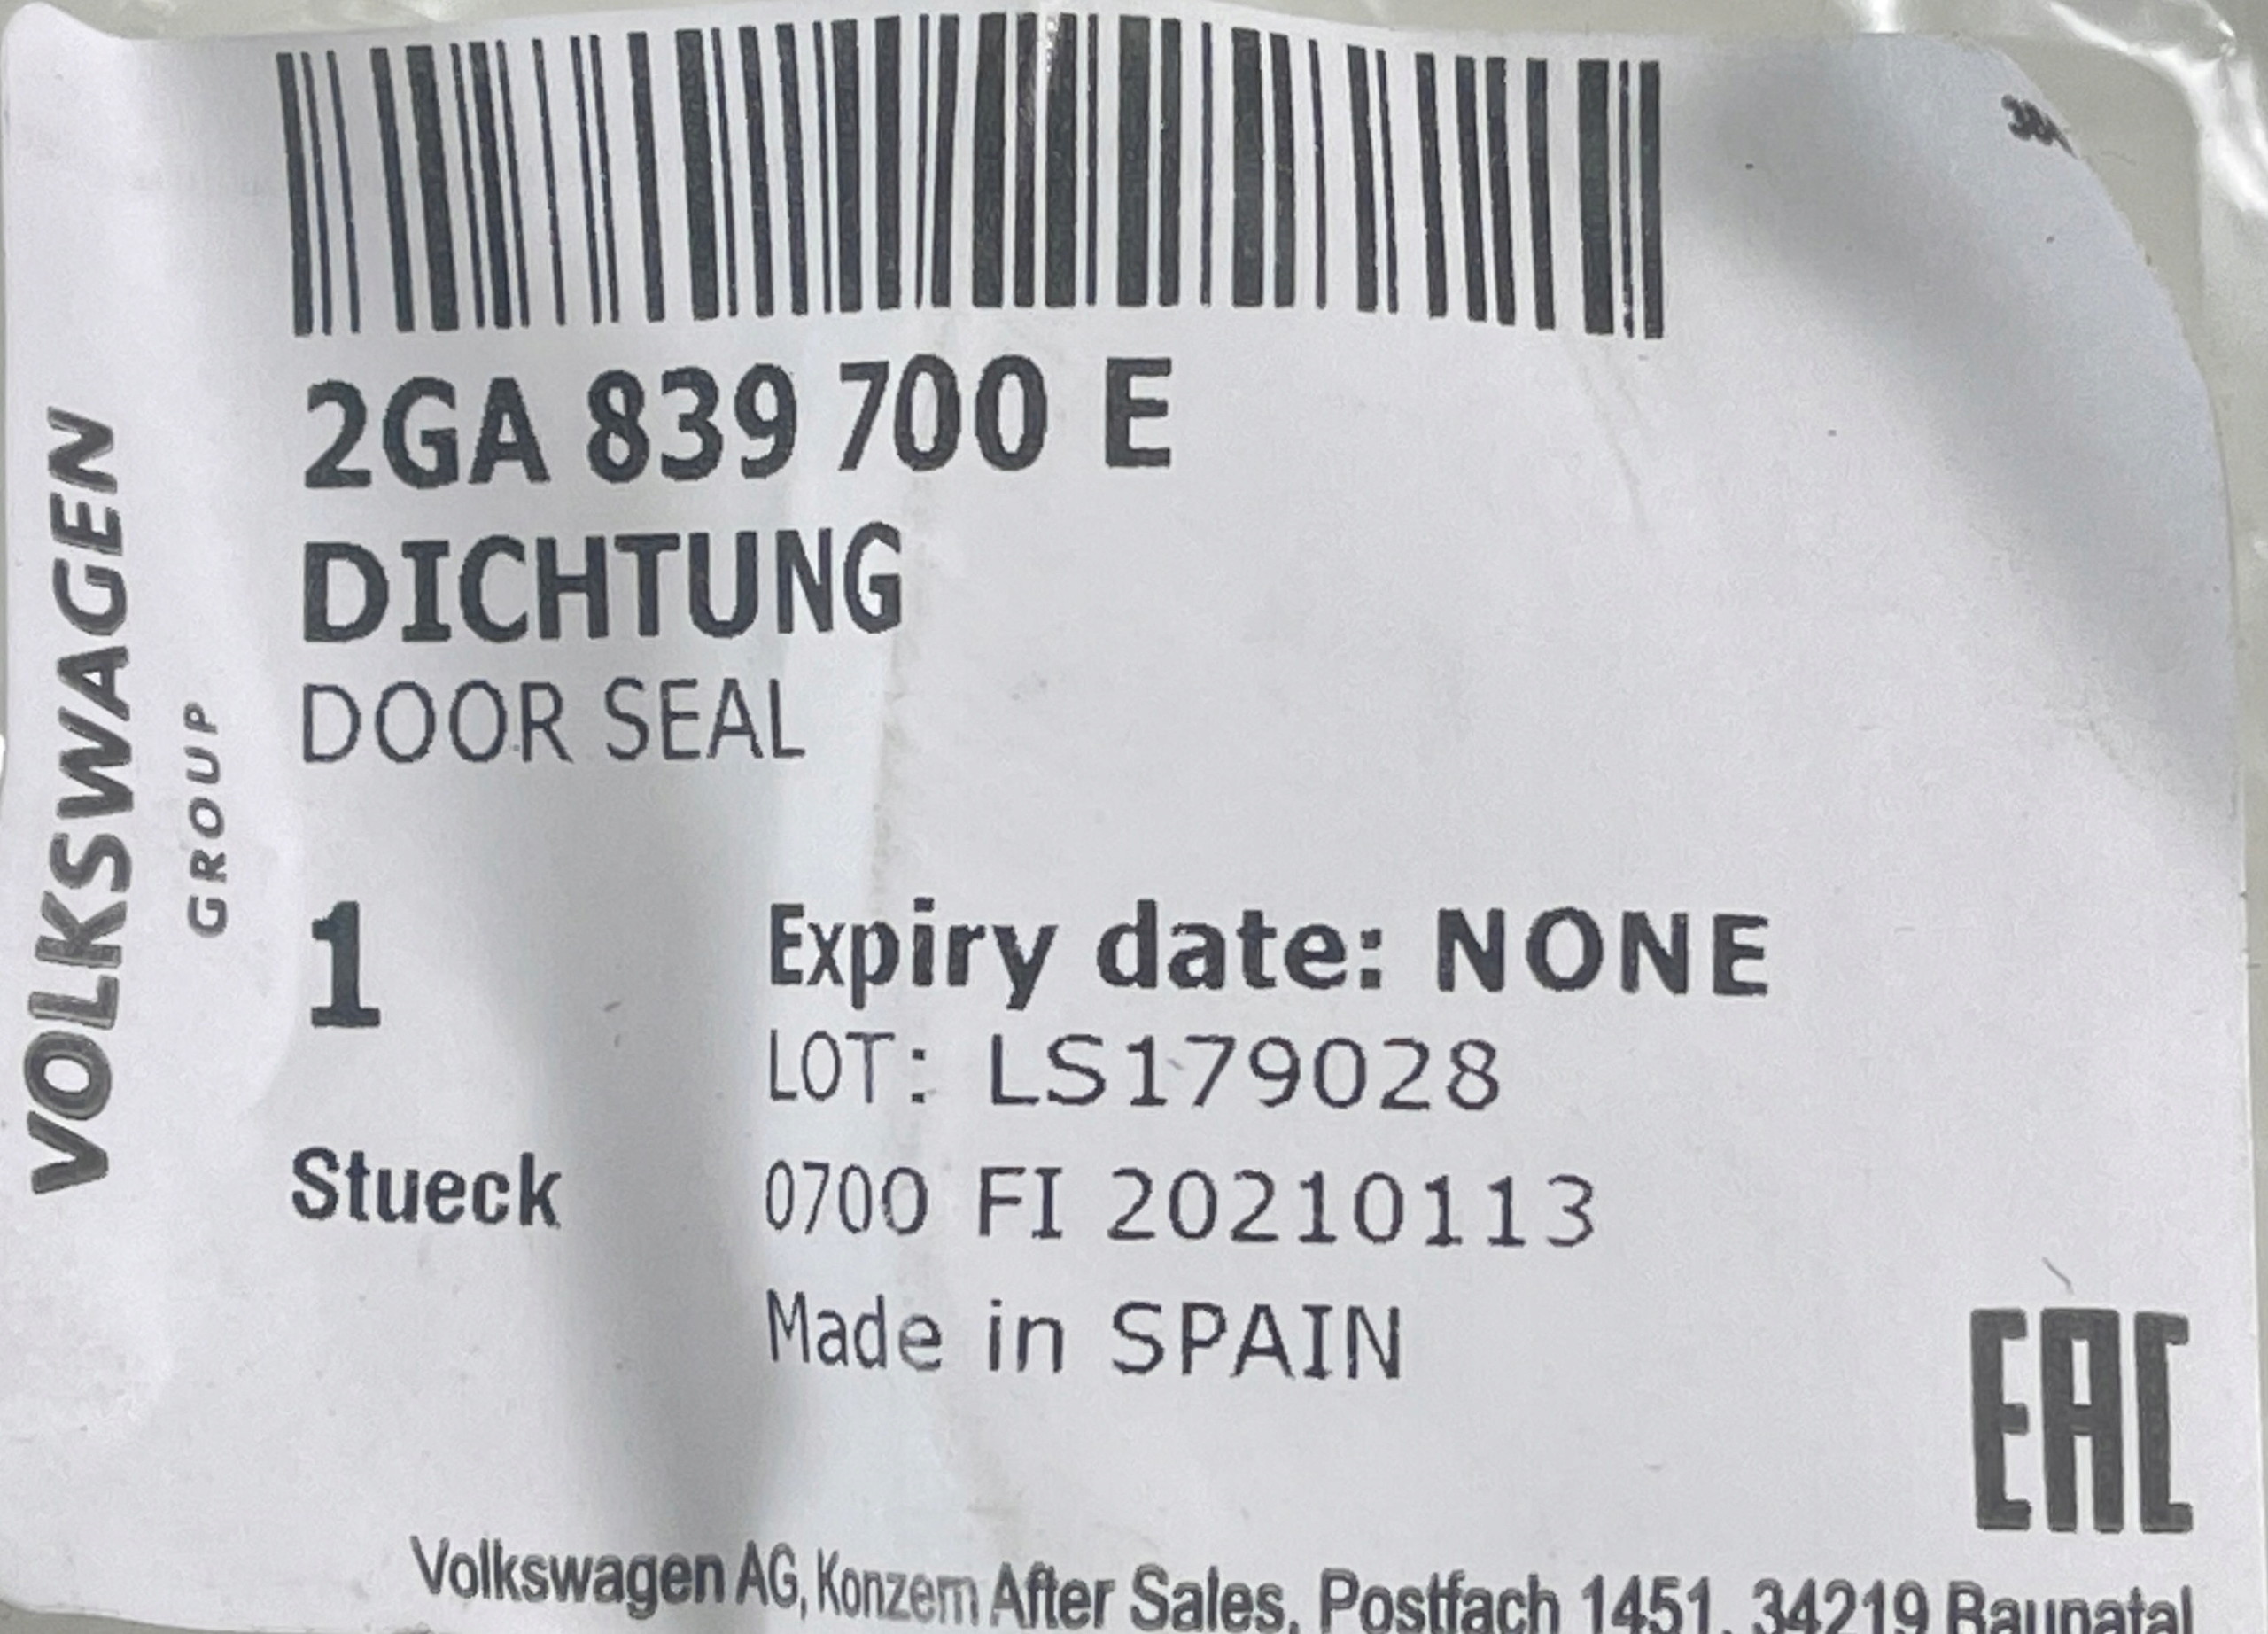 VOLKSWAGEN
GROUP
2GA 839 700 E
DICHTUNG
DOOR SEAL
1
Expiry date: NONE
LOT: LS179028
Stueck
0700 FI 20210113
Made in SPAIN
EAC
Volkswagen AG, Konzern After Sales, Postfach 1451, 34219 Baunatal